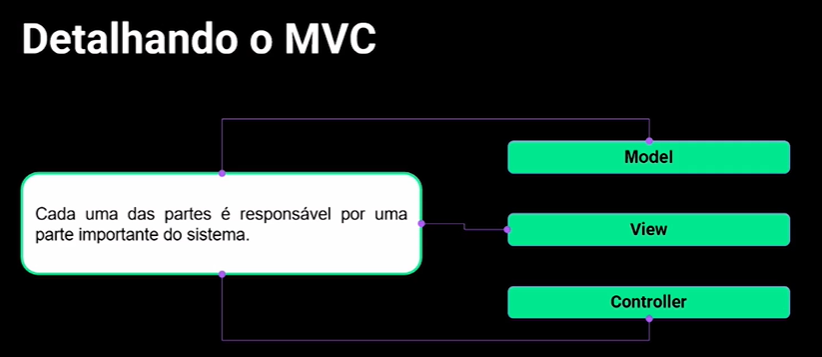 Detalhando o MVC
Model
Cada uma das partes é responsável por uma
parte importante do sistema.
View
Controller